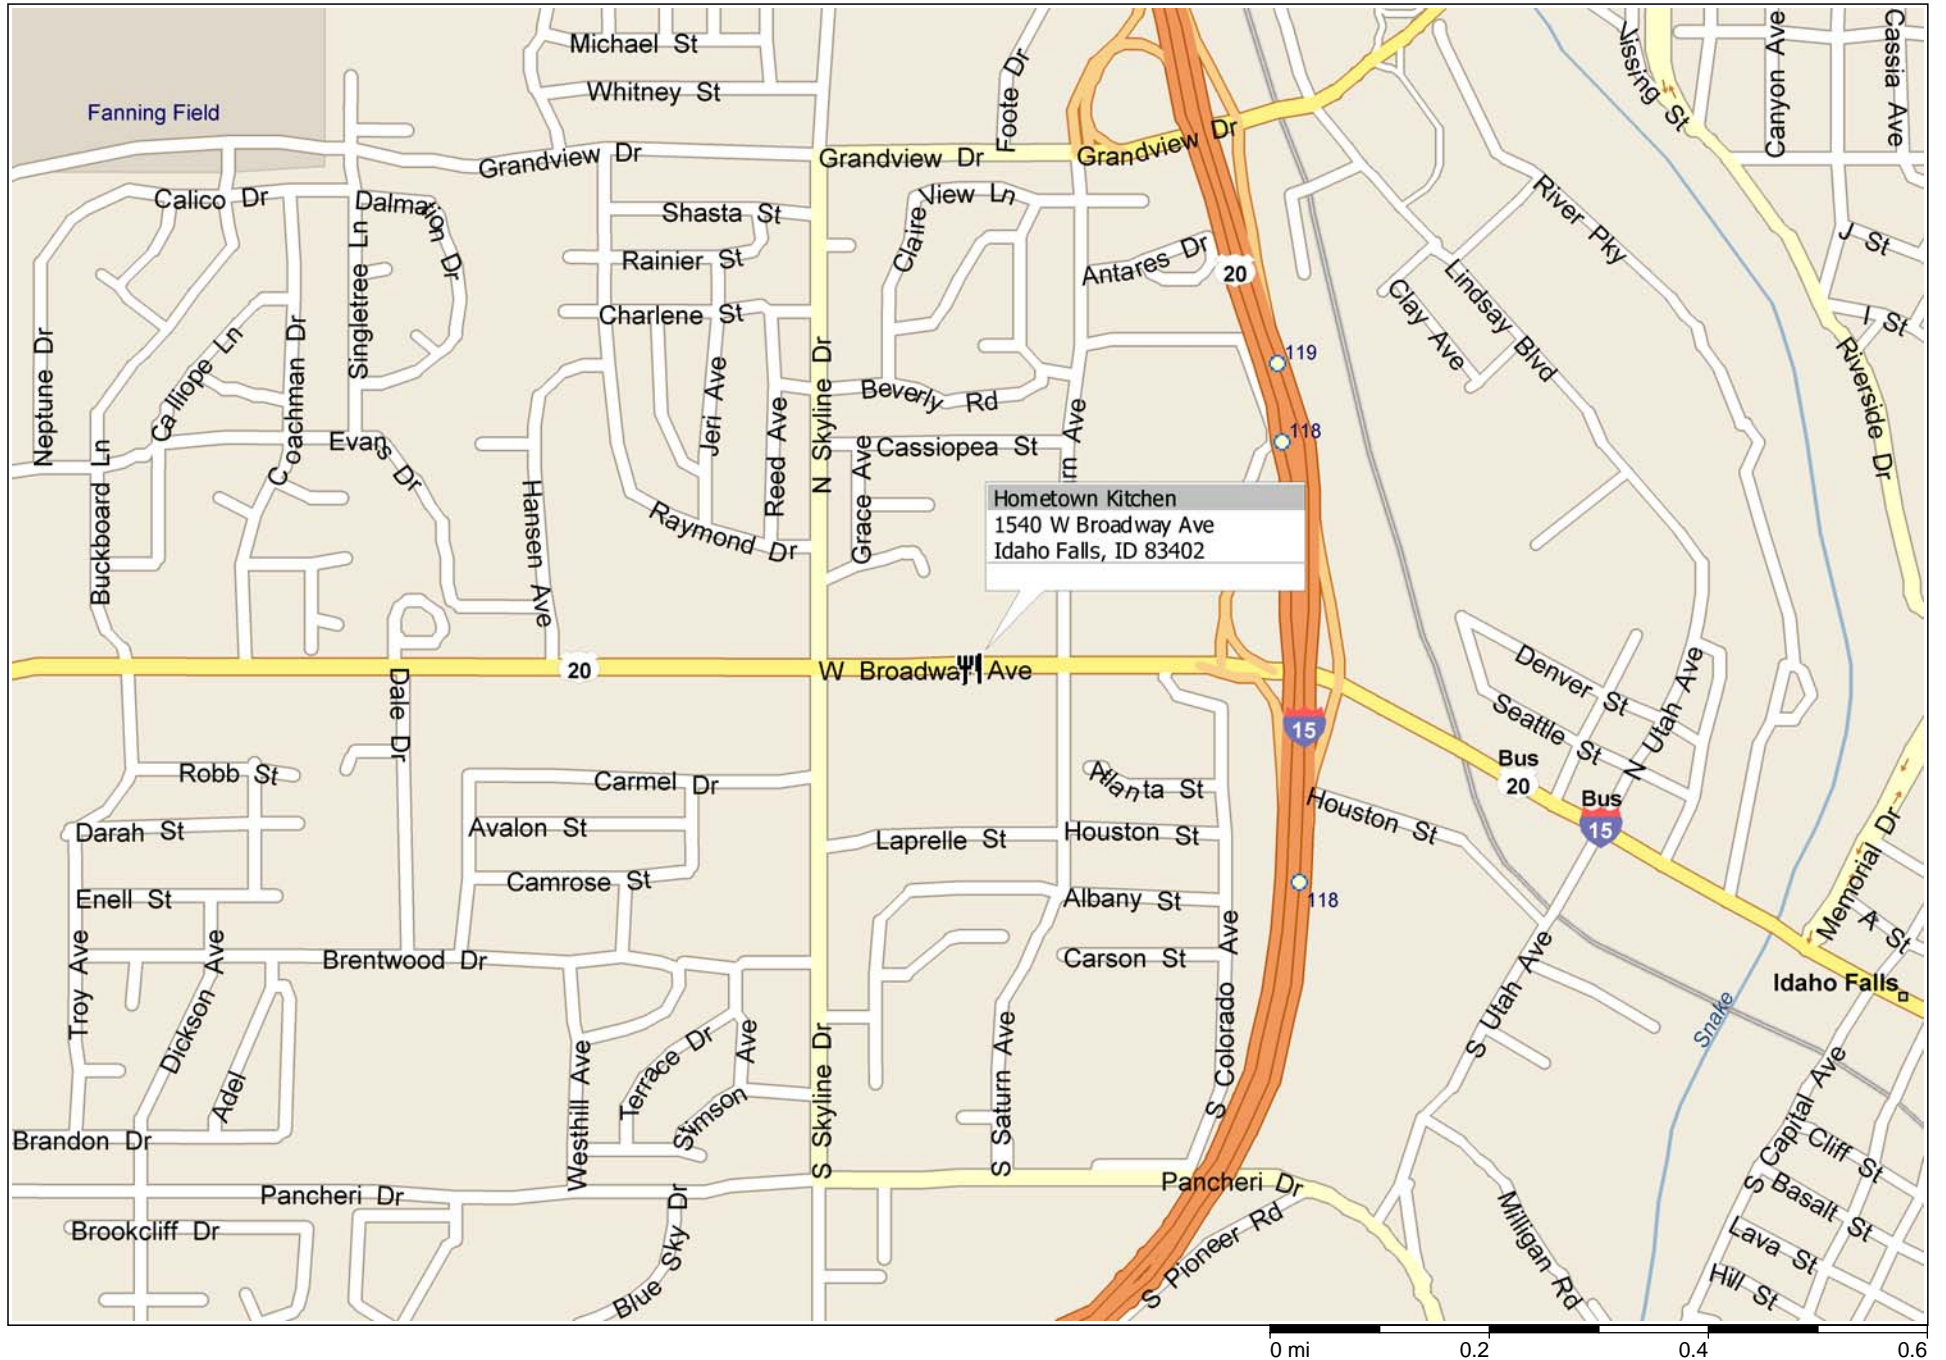 Michael St
Whitney St
Foote Dr
Vissing St
Canyon Ave
Cassia Ave
Fanning Field
Grandview Dr
Grandview Dr
Grandview Dr
Calico Dr
Dalmation Dr
Shasta St
View Ln
Claire
River Pky
J St
Rainier St
Antares Dr
20
Lindsay Blvd
Clay Ave
Charlene St
I St
Neptune Dr
Calliope Ln
Coachman Dr
Singletree Ln
Jeri Ave
Reed Ave
N Skyline Dr
119
Riverside Dr
Beverly Rd
Evans Dr
Cassiopea St
rn Ave
118
Buckboard Ln
Hansen Ave
Raymond Dr
Grace Ave
Hometown Kitchen
1540 W Broadway Ave
Idaho Falls, ID 83402
20
W Broadway Ave
Dale Dr
Denver St
Seattle St
N Utah Ave
15
Bus
20
Bus
15
Robb St
Carmel Dr
Atlanta St
Houston St
Darah St
Avalon St
Laprelle St
Houston St
Memorial Dr
Enell St
Camrose St
Albany St
118
A St
Troy Ave
Dickson Ave
Brentwood Dr
Carson St
S Colorado Ave
S Utah Ave
Idaho Falls
Snake
Adel
Westhill Ave
Terrace Dr
Stimson Ave
S Skyline Dr
S Saturn Ave
S Capital Ave
Brandon Dr
Cliff St
Pancheri Dr
Pancheri Dr
Basalt St
Brookcliff Dr
Blue Sky Dr
S Pioneer Rd
Milligan Rd
Lava St
Hill St
0 mi 0.2 0.4 0.6